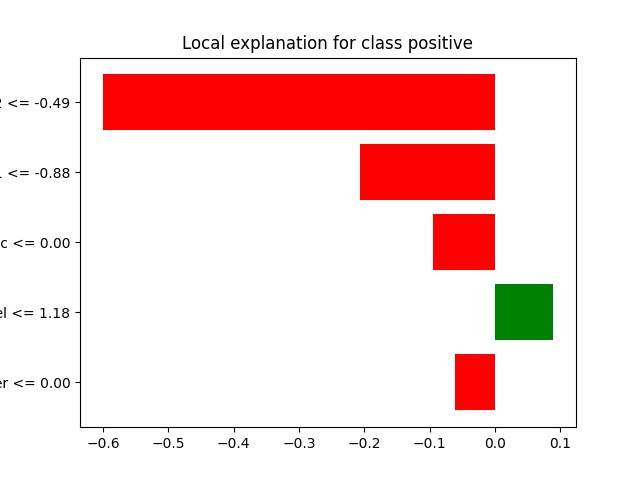 Local explanation for class positive
2 <= -0.49
<= -0.88
c <= 0.00
el <= 1.18
er <= 0.00
−0.6 −0.5 −0.4 −0.3 −0.2 −0.1 0.0 0.1